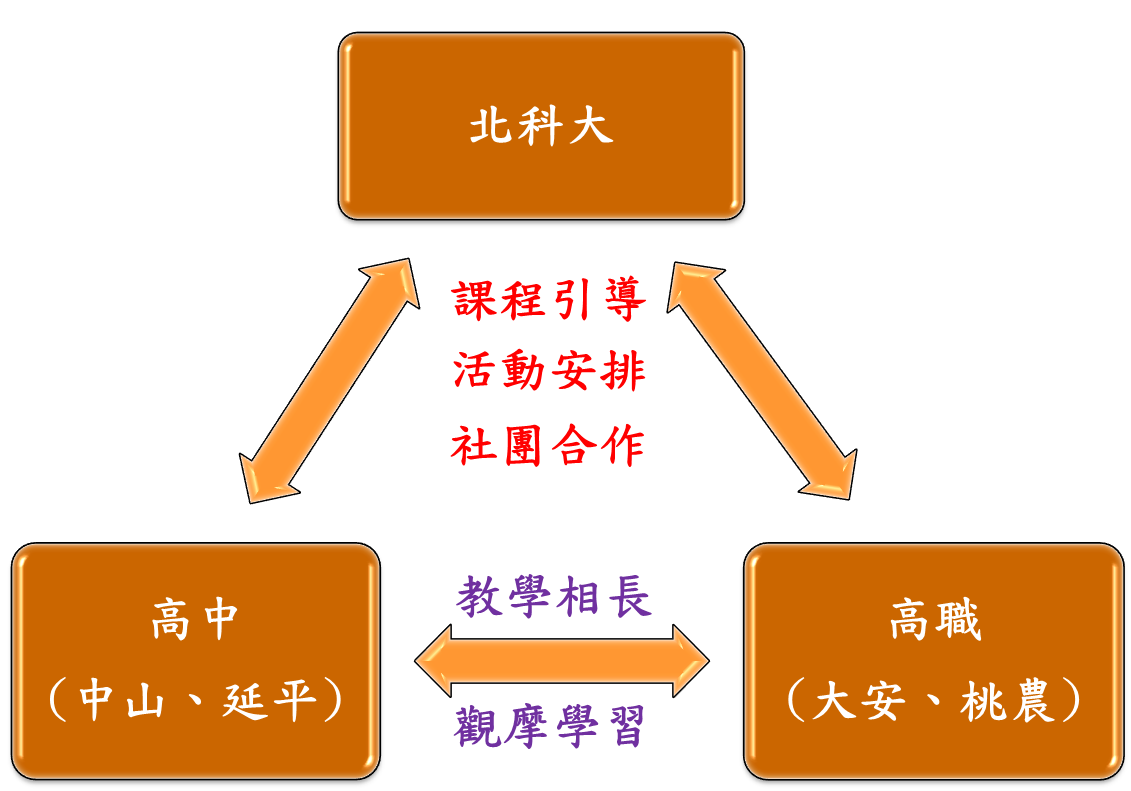 北科大
課程引導
活動安排
社團合作
高中
（中山、延平）
教學相長
觀摩學習
高職
（大安、桃農）